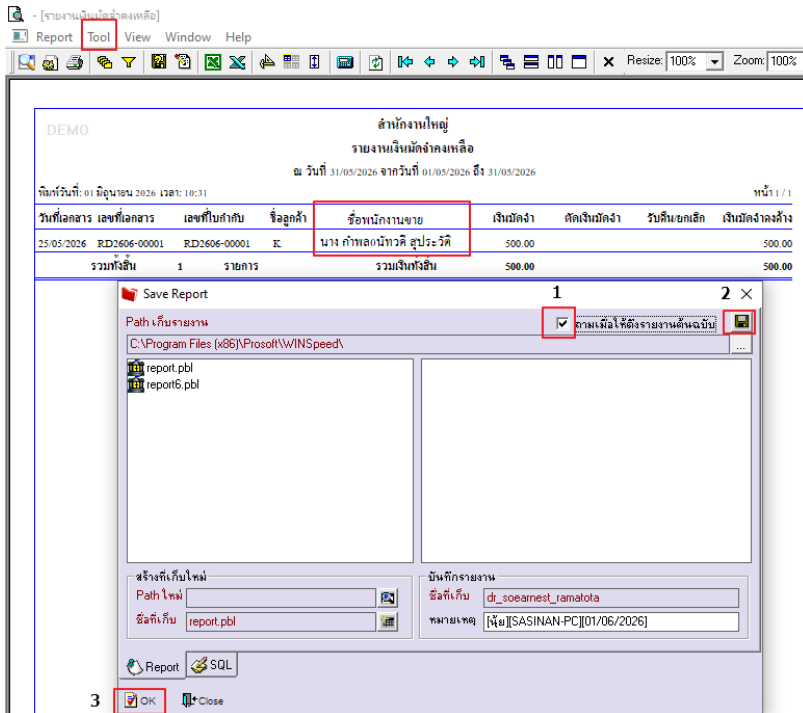 - [รายงานเงินมัดจำคงเหลือ]
Report Tool View Window Help
Resize: 100% Zoom: 100%
DEMO
สำนักงานใหญ่
รายงานเงินมัดจำคงเหลือ
ณ วันที่ 31/05/2026 จากวันที่ 01/05/2026 ถึง 31/05/2026
พิมพ์วันที่: 01 มิถุนายน 2026 เวลา: 10:31 หน้า 1 / 1
วันที่เอกสาร เลขที่เอกสาร เลขที่ใบกำกับ ชื่อลูกค้า ชื่อพนักงานขาย เงินมัดจำ ตัดเงินมัดจำ รับคืน/ยกเลิก เงินมัดจำคงค้าง
25/05/2026 RD2606-00001 RD2606-00001 K นาง กำพล0นัทวดี สุประวัติ 500.00 500.00
รวมทั้งสิ้น 1 รายการ รวมเงินทั้งสิ้น 500.00 500.00
Save Report 1 2
Path เก็บรายงาน ถามเมื่อให้ดึงรายงานต้นฉบับ
C:\Program Files (x86)\Prosoft\WINSpeed\ ...
report.pbl
report6.pbl
สร้างที่เก็บใหม่ บันทึกรายงาน
Path ใหม่ ชื่อที่เก็บ dr_soearnest_ramatota
ชื่อที่เก็บ report.pbl หมายเหตุ [นุ้ย][SASINAN-PC][01/06/2026]
Report SQL
3 OK Close